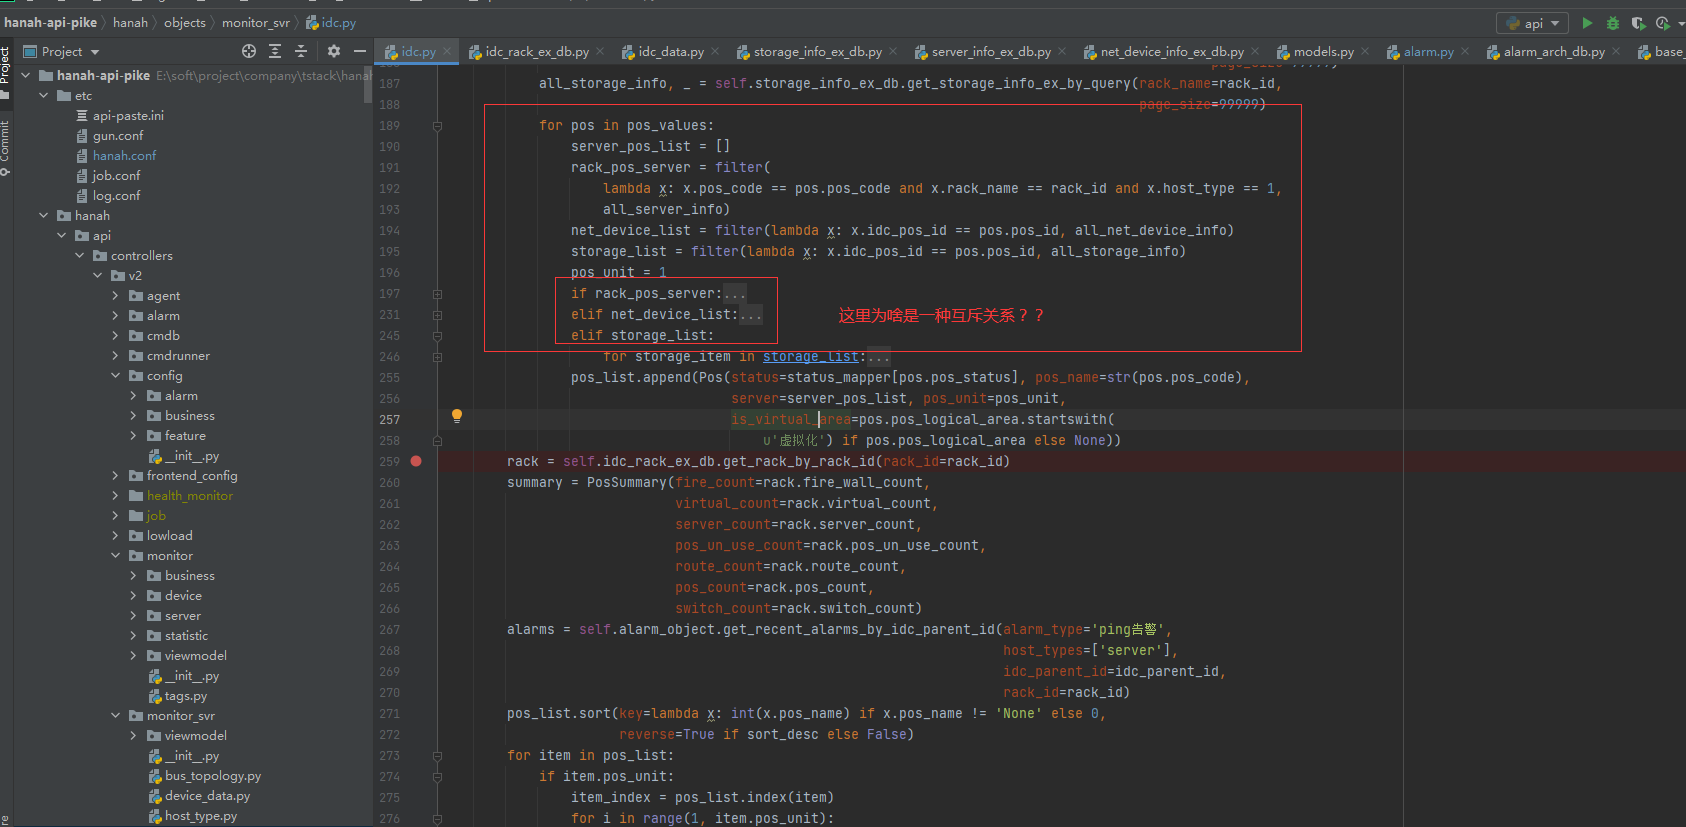 hanah-api-pike hanah objects monitor_svr idc.py api
Project idc.py idc_rack_ex_db.py idc_data.py storage_info_ex_db.py server_info_ex_db.py net_device_info_ex_db.py models.py alarm.py alarm_arch_db.py base_
Project
Commit
hanah-api-pike E:\soft\project\company\tstack\hanah
etc
api-paste.ini
gun.conf
hanah.conf
job.conf
log.conf
hanah
api
controllers
v2
agent
alarm
cmdb
cmdrunner
config
alarm
business
feature
__init__.py
frontend_config
health_monitor
job
lowload
monitor
business
device
server
statistic
viewmodel
__init__.py
tags.py
monitor_svr
viewmodel
__init__.py
bus_topology.py
device_data.py
host_type.py
187 all_storage_info, _ = self.storage_info_ex_db.get_storage_info_ex_by_query(rack_name=rack_id,
188 page_size=99999)
189 for pos in pos_values:
190 server_pos_list = []
191 rack_pos_server = filter(
192 lambda x: x.pos_code == pos.pos_code and x.rack_name == rack_id and x.host_type == 1,
193 all_server_info)
194 net_device_list = filter(lambda x: x.idc_pos_id == pos.pos_id, all_net_device_info)
195 storage_list = filter(lambda x: x.idc_pos_id == pos.pos_id, all_storage_info)
196 pos_unit = 1
197 if rack_pos_server:...
231 elif net_device_list:... 这里为啥是一种互斥关系？？
245 elif storage_list:
246 for storage_item in storage_list:...
255 pos_list.append(Pos(status=status_mapper[pos.pos_status], pos_name=str(pos.pos_code),
256 server=server_pos_list, pos_unit=pos_unit,
257 is_virtual_area=pos.pos_logical_area.startswith(
258 u'虚拟化') if pos.pos_logical_area else None))
259 rack = self.idc_rack_ex_db.get_rack_by_rack_id(rack_id=rack_id)
260 summary = PosSummary(fire_count=rack.fire_wall_count,
261 virtual_count=rack.virtual_count,
262 server_count=rack.server_count,
263 pos_un_use_count=rack.pos_un_use_count,
264 route_count=rack.route_count,
265 pos_count=rack.pos_count,
266 switch_count=rack.switch_count)
267 alarms = self.alarm_object.get_recent_alarms_by_idc_parent_id(alarm_type='ping告警',
268 host_types=['server'],
269 idc_parent_id=idc_parent_id,
270 rack_id=rack_id)
271 pos_list.sort(key=lambda x: int(x.pos_name) if x.pos_name != 'None' else 0,
272 reverse=True if sort_desc else False)
273 for item in pos_list:
274 if item.pos_unit:
275 item_index = pos_list.index(item)
276 for i in range(1, item.pos_unit):